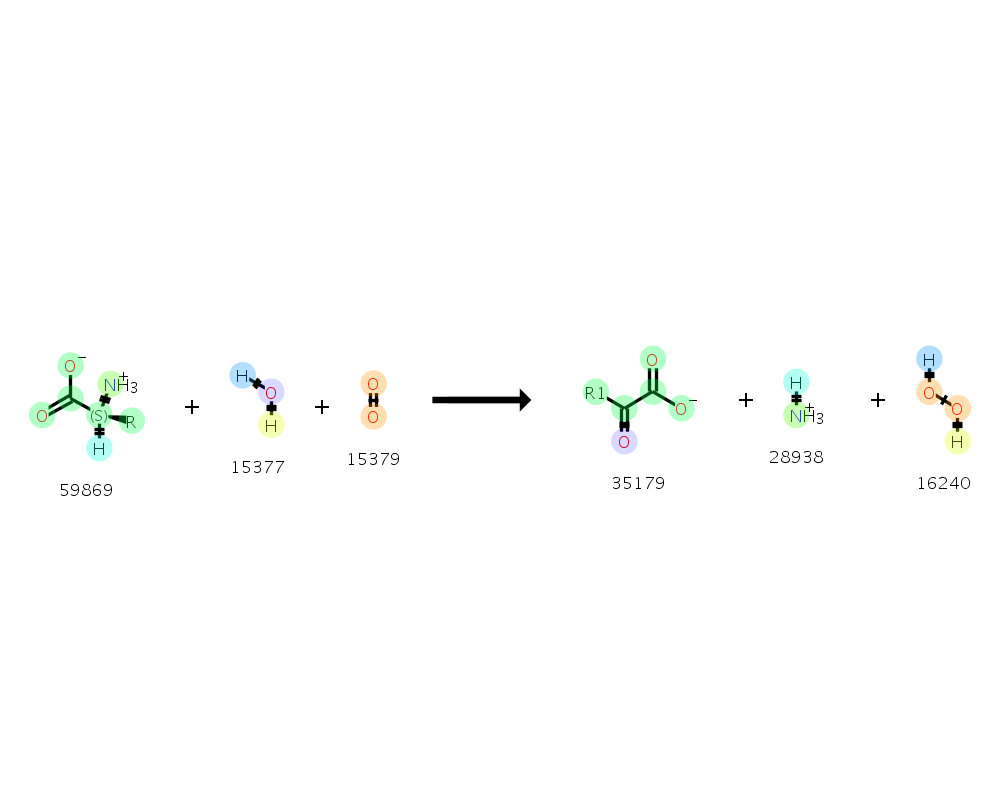 O −
NH3 +
O (S) R
H
59869
+
H O
H
15377
+
O
O
15379
O
R1
O −
O
35179
+
H
NH3 +
28938
+
H
O O
H
16240